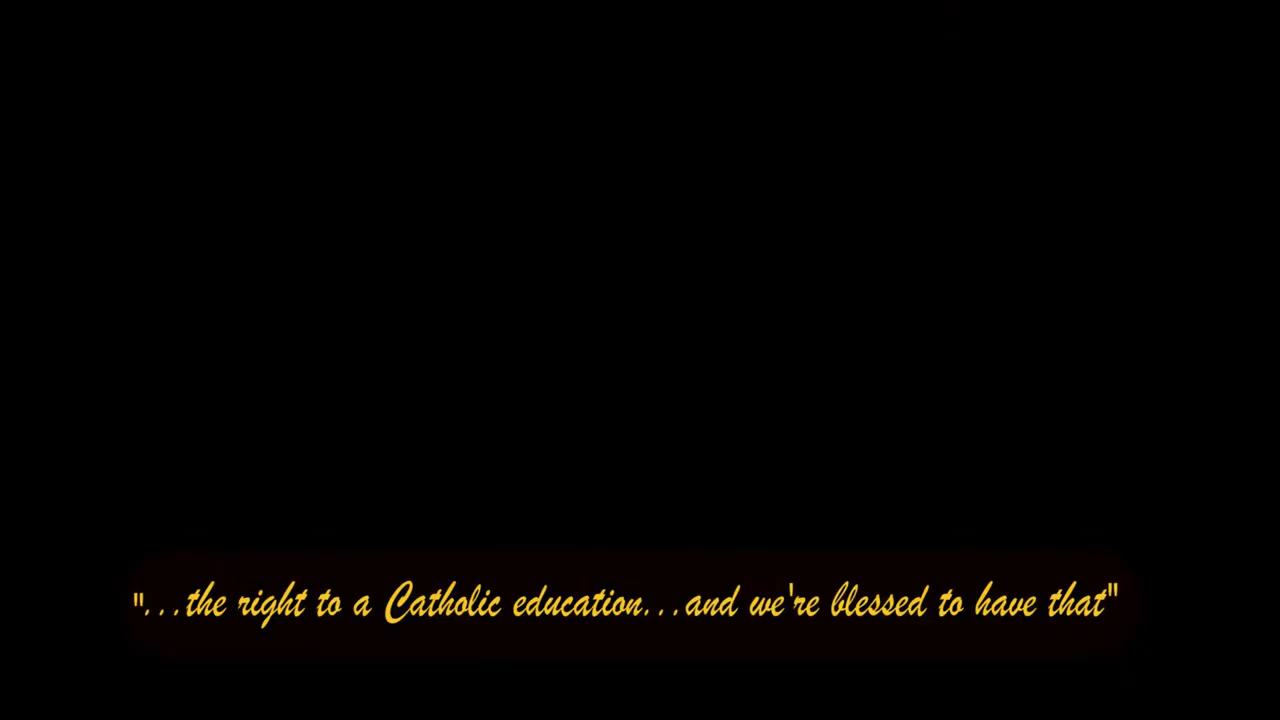 "...the right to a Catholic education...and we're blessed to have that"